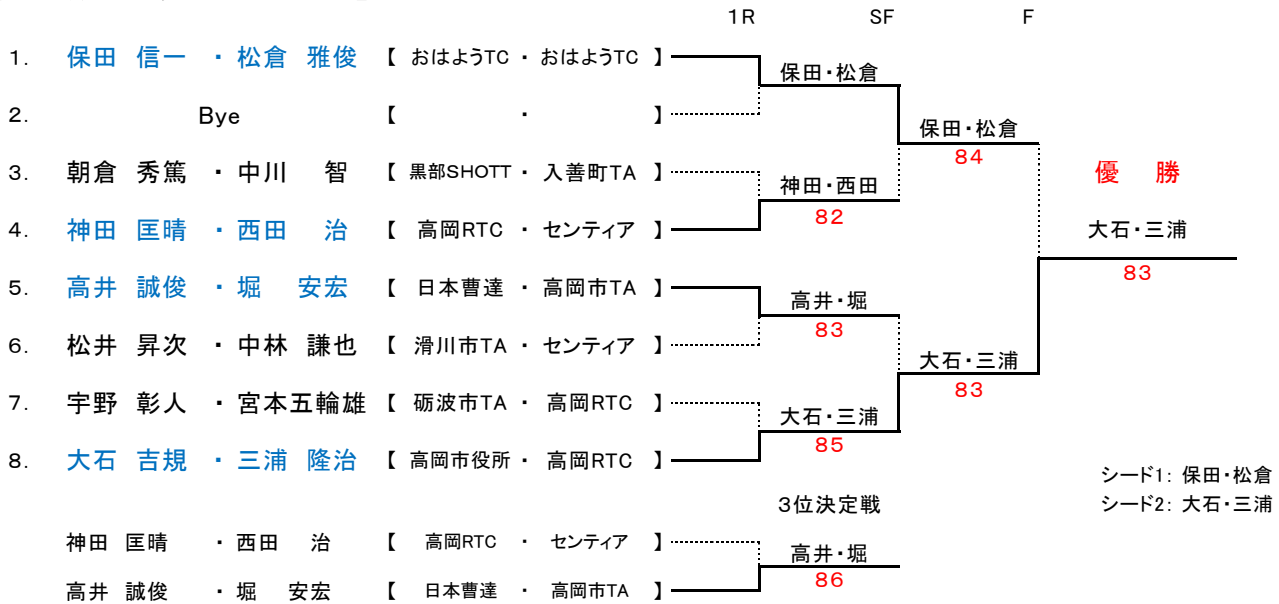 1R SF F
1. 保田 信一 ・ 松倉 雅俊 【 おはようTC ・ おはようTC 】
保田・松倉
2. Bye 【 ・ 】
保田・松倉
84
3. 朝倉 秀篤 ・ 中川 智 【 黒部SHOTT ・ 入善町TA 】
優 勝
神田・西田
82
4. 神田 匡晴 ・ 西田 治 【 高岡RTC ・ センティア 】
大石・三浦
83
5. 高井 誠俊 ・ 堀 安宏 【 日本曹達 ・ 高岡市TA 】
高井・堀
83
6. 松井 昇次 ・ 中林 謙也 【 滑川市TA ・ センティア 】
大石・三浦
83
7. 宇野 彰人 ・ 宮本五輪雄 【 砺波市TA ・ 高岡RTC 】
大石・三浦
85
8. 大石 吉規 ・ 三浦 隆治 【 高岡市役所 ・ 高岡RTC 】
シード1: 保田・松倉
シード2: 大石・三浦
3位決定戦
神田 匡晴 ・ 西田 治 【 高岡RTC ・ センティア 】
高井・堀
86
高井 誠俊 ・ 堀 安宏 【 日本曹達 ・ 高岡市TA 】